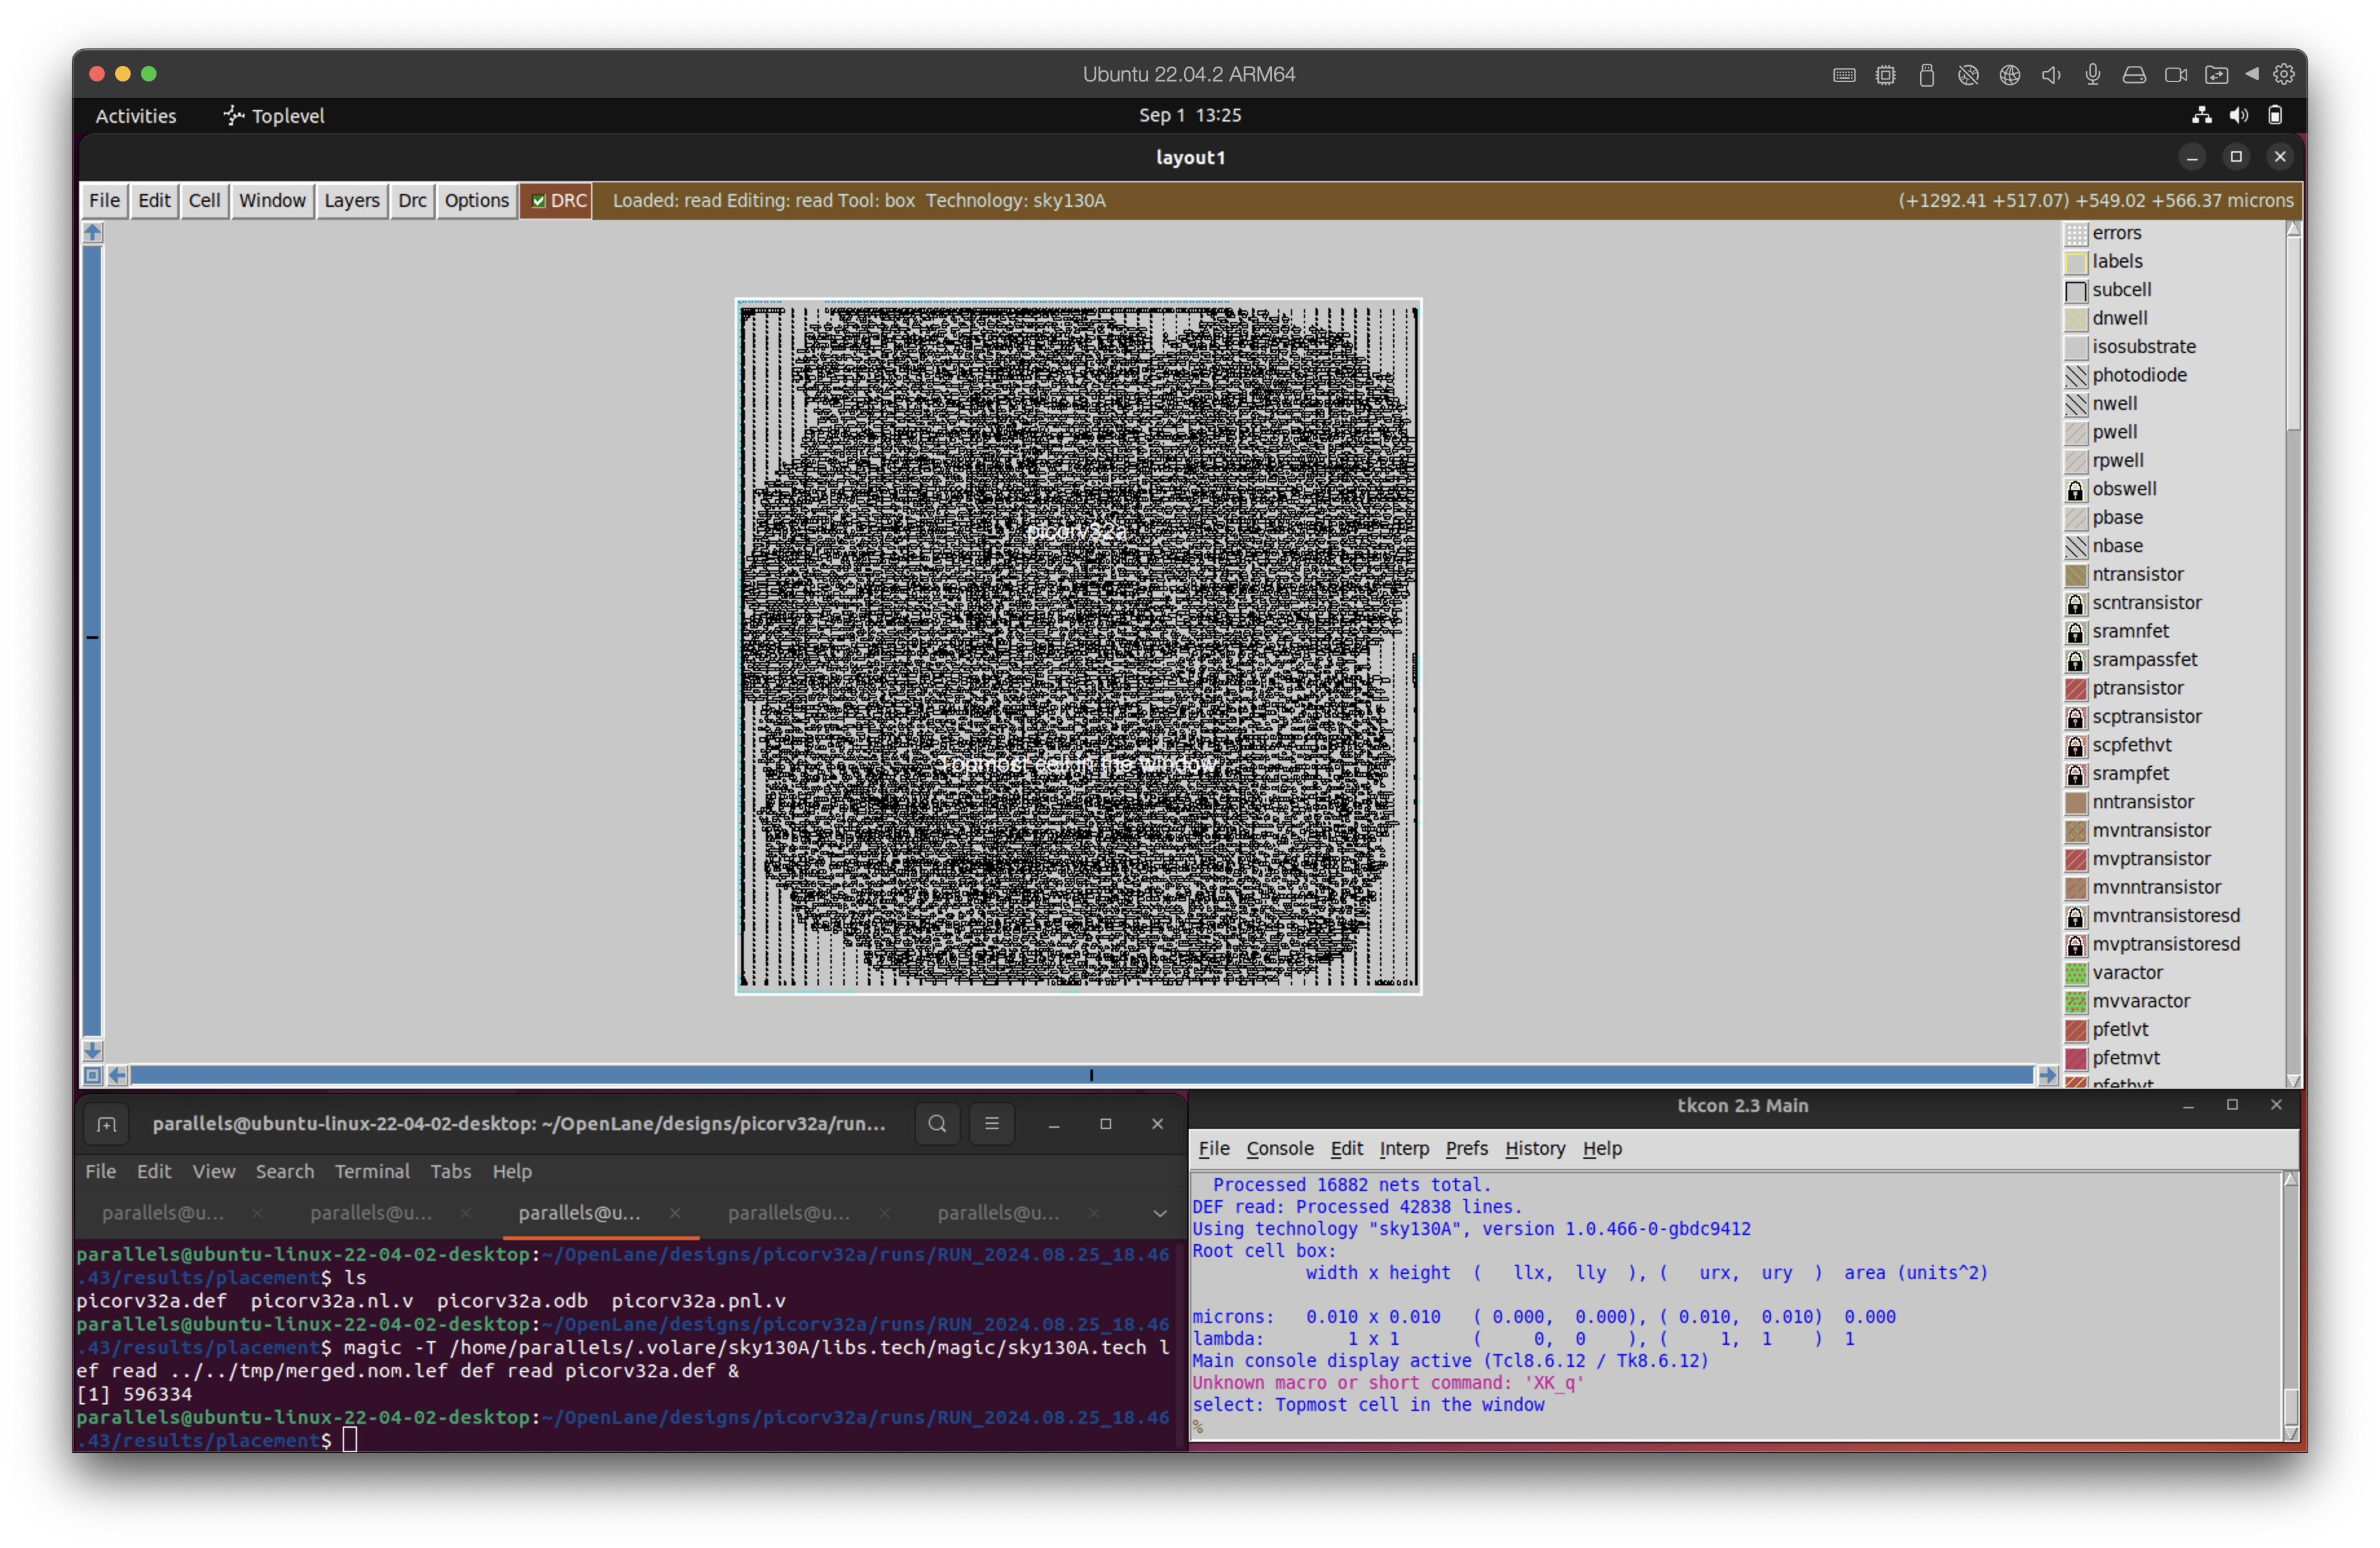 Ubuntu 22.04.2 ARM64
Activities Toplevel Sep 1 13:25
layout1
File Edit Cell Window Layers Drc Options DRC Loaded: read Editing: read Tool: box Technology: sky130A (+1292.41 +517.07) +549.02 +566.37 microns
errors
labels
subcell
dnwell
isosubstrate
photodiode
nwell
pwell
rpwell
obswell
pbase
nbase
ntransistor
scntransistor
sramnfet
srampassfet
ptransistor
scptransistor
scpfethvt
srampfet
nntransistor
mvntransistor
mvptransistor
mvnntransistor
mvntransistoresd
mvptransistoresd
varactor
mvvaractor
pfetlvt
pfetmvt
pfethvt
picorv32a
Topmost cell in the window
parallels@ubuntu-linux-22-04-02-desktop: ~/OpenLane/designs/picorv32a/run...
File Edit View Search Terminal Tabs Help
parallels@u... parallels@u... parallels@u... parallels@u... parallels@u...
parallels@ubuntu-linux-22-04-02-desktop:~/OpenLane/designs/picorv32a/runs/RUN_2024.08.25_18.46
.43/results/placement$ ls
picorv32a.def picorv32a.nl.v picorv32a.odb picorv32a.pnl.v
parallels@ubuntu-linux-22-04-02-desktop:~/OpenLane/designs/picorv32a/runs/RUN_2024.08.25_18.46
.43/results/placement$ magic -T /home/parallels/.volare/sky130A/libs.tech/magic/sky130A.tech l
ef read ../../tmp/merged.nom.lef def read picorv32a.def &
[1] 596334
parallels@ubuntu-linux-22-04-02-desktop:~/OpenLane/designs/picorv32a/runs/RUN_2024.08.25_18.46
.43/results/placement$
tkcon 2.3 Main
File Console Edit Interp Prefs History Help
Processed 16882 nets total.
DEF read: Processed 42838 lines.
Using technology "sky130A", version 1.0.466-0-gbdc9412
Root cell box:
width x height ( llx, lly ), ( urx, ury ) area (units^2)
microns: 0.010 x 0.010 ( 0.000, 0.000), ( 0.010, 0.010) 0.000
lambda: 1 x 1 ( 0, 0 ), ( 1, 1 ) 1
Main console display active (Tcl8.6.12 / Tk8.6.12)
Unknown macro or short command: 'XK_q'
select: Topmost cell in the window
%